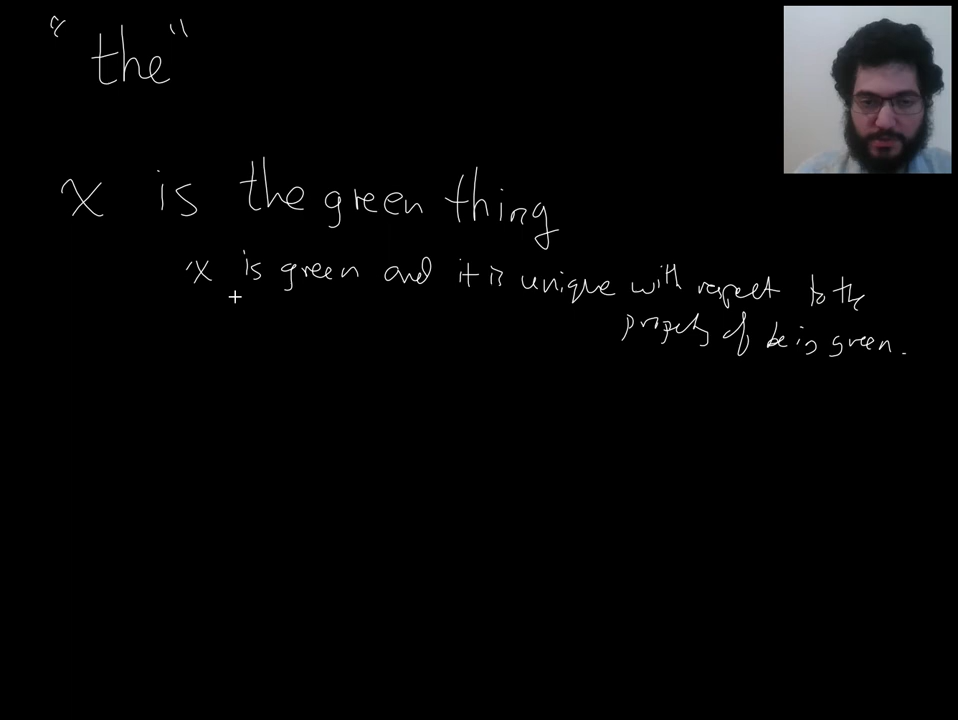 "the"
x is the green thing
x is green and it is unique with respect to the
property of being green.